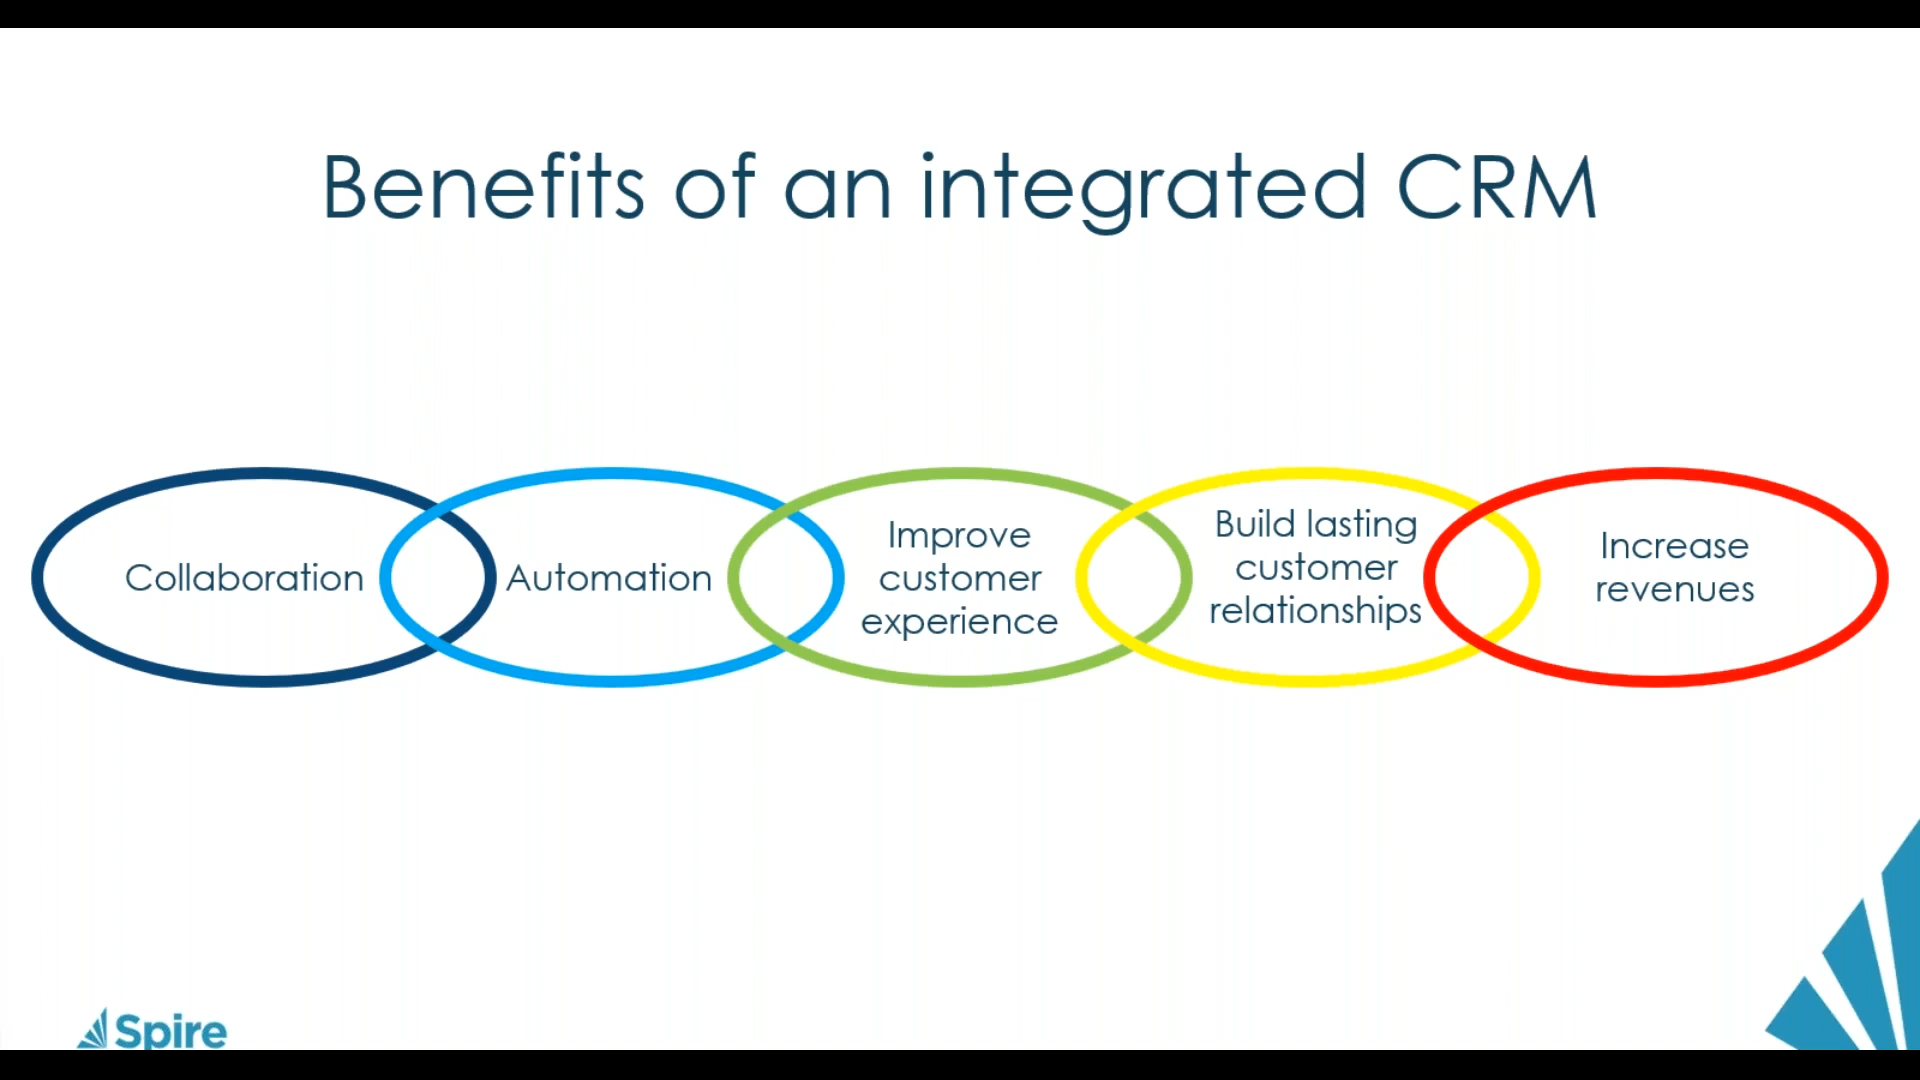 Benefits of an integrated CRM
Collaboration
Automation
Improve
customer
experience
Build lasting
customer
relationships
Increase
revenues
Spire